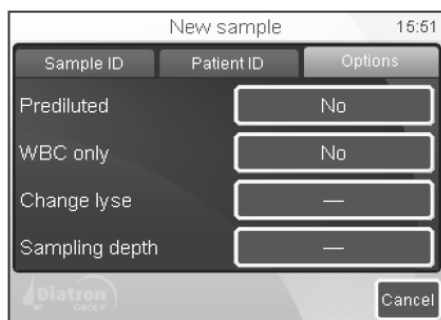 New sample 15:51
Sample ID Patient ID Options
Prediluted No
WBC only No
Change lyse —
Sampling depth —
Diatron Cancel
GROUP